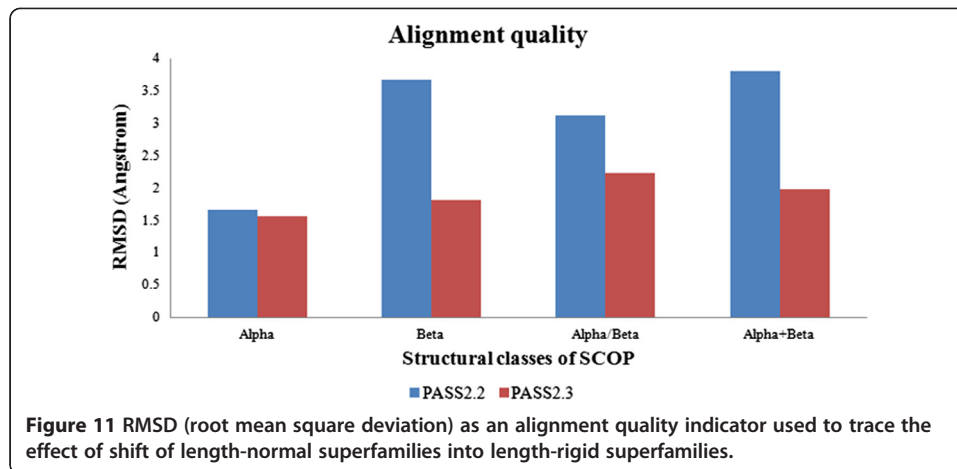 Alignment quality
4
3.5
3
2.5
2
1.5
1
0.5
0
RMSD (Angstrom)
Alpha Beta Alpha/Beta Alpha+Beta
Structural classes of SCOP
PASS2.2 PASS2.3
Figure 11 RMSD (root mean square deviation) as an alignment quality indicator used to trace the
effect of shift of length-normal superfamilies into length-rigid superfamilies.